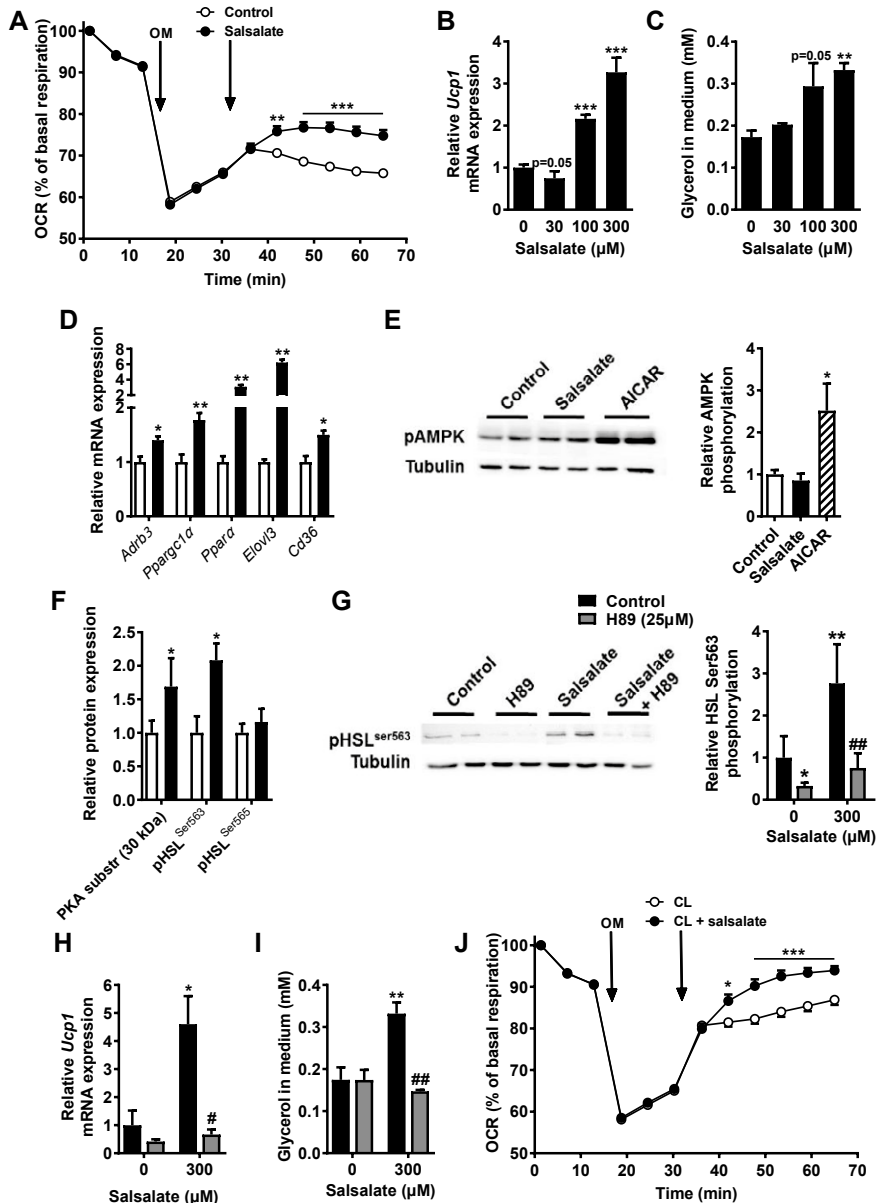 A
Control
Salsalate
OM
***
**
OCR (% of basal respiration)
100
90
80
70
60
50
0 10 20 30 40 50 60 70
Time (min)
B
Relative Ucp1
mRNA expression
4
3
2
1
0
p=0.05
***
***
0 30 100 300
Salsalate (µM)
C
Glycerol in medium (mM)
0.4
0.3
0.2
0.1
0.0
p=0.05
**
0 30 100 300
Salsalate (µM)
D
Relative mRNA expression
8
6
4
2
2
1
0
*
**
**
**
*
Adrb3
Ppargc1α
Pparα
Elovl3
Cd36
E
Control
Salsalate
AICAR
pAMPK
Tubulin
Relative AMPK
phosphorylation
4
3
2
1
0
*
Control
Salsalate
AICAR
F
Relative protein expression
2.5
2.0
1.5
1.0
0.5
0.0
*
*
PKA substr (30 kDa)
pHSL Ser563
pHSL Ser565
G
Control
H89 (25µM)
Control
H89
Salsalate
Salsalate
+ H89
pHSLser563
Tubulin
Relative HSL Ser563
phosphorylation
4
3
2
1
0
*
**
##
0 300
Salsalate (µM)
H
Relative Ucp1
mRNA expression
6
5
4
3
2
1
0
*
#
0 300
Salsalate (µM)
I
Glycerol in medium (mM)
0.4
0.3
0.2
0.1
0.0
**
##
0 300
Salsalate (µM)
J
CL
CL + salsalate
OM
*
***
OCR (% of basal respiration)
100
90
80
70
60
50
0 10 20 30 40 50 60 70
Time (min)